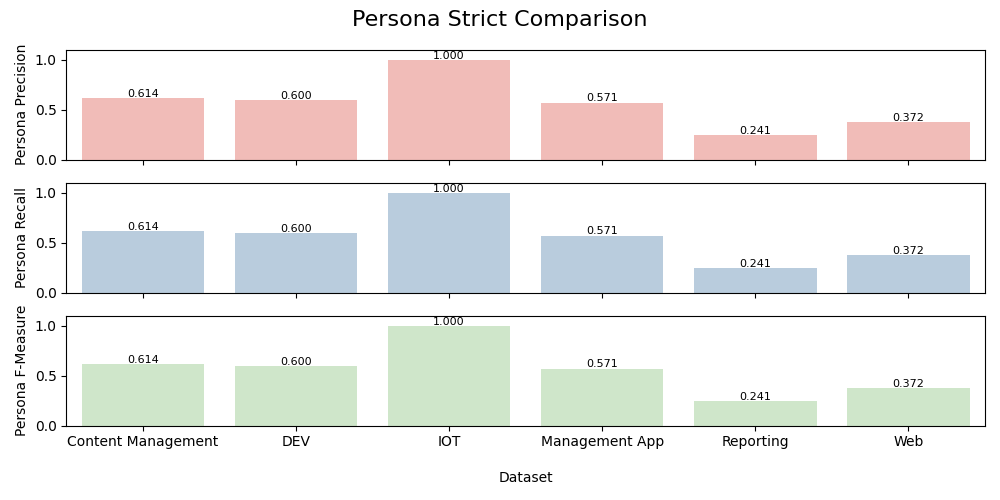 Persona Strict Comparison
Persona Precision
1.0
0.5
0.0
0.614
0.600
1.000
0.571
0.241
0.372
Persona Recall
1.0
0.5
0.0
0.614
0.600
1.000
0.571
0.241
0.372
Persona F-Measure
1.0
0.5
0.0
0.614
0.600
1.000
0.571
0.241
0.372
Content Management
DEV
IOT
Management App
Reporting
Web
Dataset